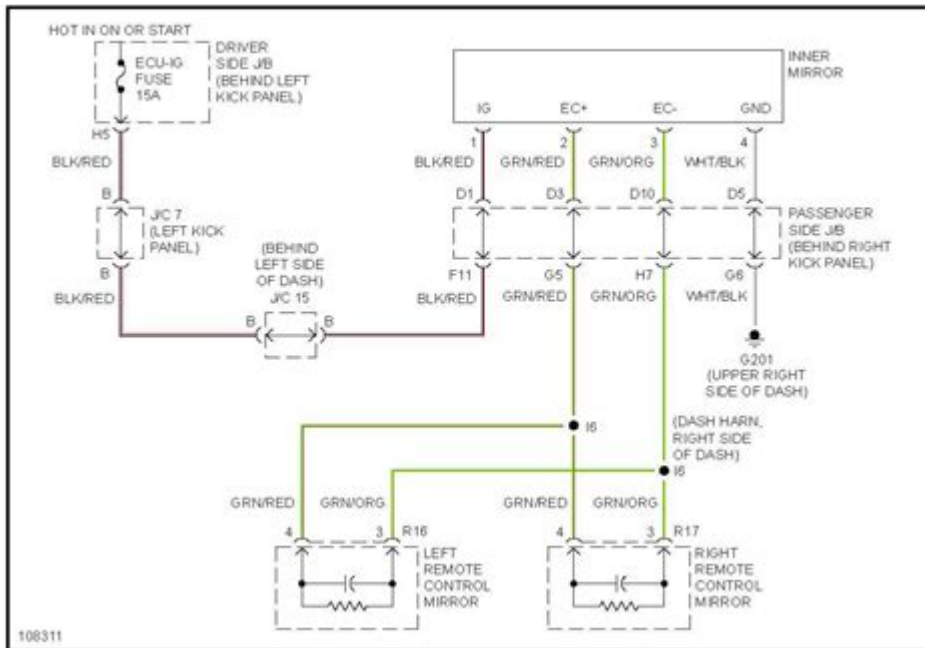 HOT IN ON OR START
ECU-IG
FUSE
15A
DRIVER
SIDE J/B
(BEHIND LEFT
KICK PANEL)
INNER
MIRROR
IG EC+ EC- GND
H5
1 2 3 4
BLK/RED
BLK/RED GRN/RED GRN/ORG WHT/BLK
B
D1 D3 D10 D5
J/C 7
(LEFT KICK
PANEL)
PASSENGER
SIDE J/B
(BEHIND RIGHT
KICK PANEL)
B
(BEHIND
LEFT SIDE
OF DASH)
J/C 15
F11 G5 H7 G6
BLK/RED
BLK/RED GRN/RED GRN/ORG WHT/BLK
B B
G201
(UPPER RIGHT
SIDE OF DASH)
I6
(DASH HARN,
RIGHT SIDE
OF DASH)
I6
GRN/RED GRN/ORG GRN/RED GRN/ORG
4 3 R16
4 3 R17
LEFT
REMOTE
CONTROL
MIRROR
RIGHT
REMOTE
CONTROL
MIRROR
108311